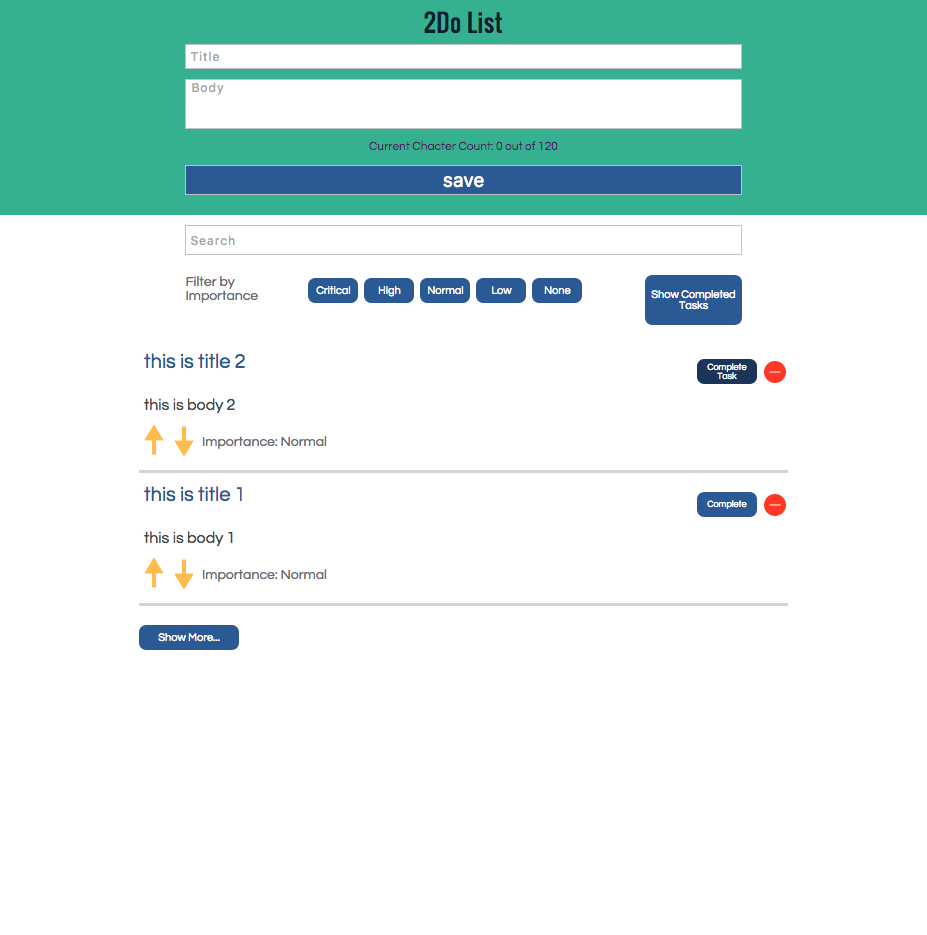 2Do List
Title
Body
Current Chacter Count: 0 out of 120
save
Search
Filter by
Importance
Critical
High
Normal
Low
None
Show Completed
Tasks
this is title 2
Complete
Task
this is body 2
Importance: Normal
this is title 1
Complete
this is body 1
Importance: Normal
Show More...